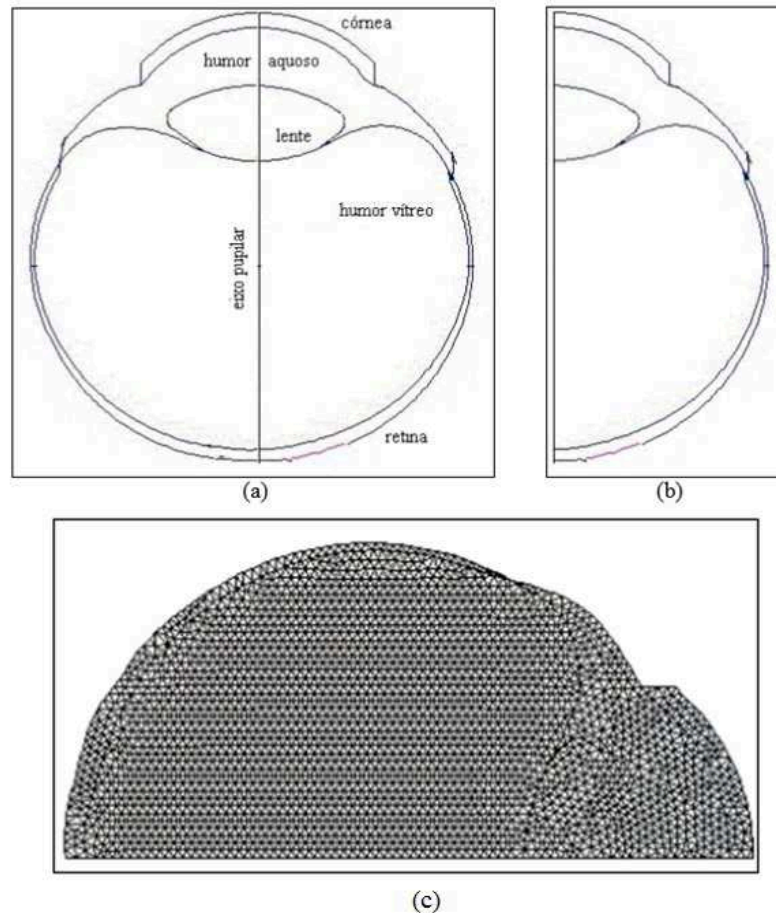 córnea
humor aquoso
lente
humor vítreo
eixo pupilar
retina
(a)
(b)
(c)